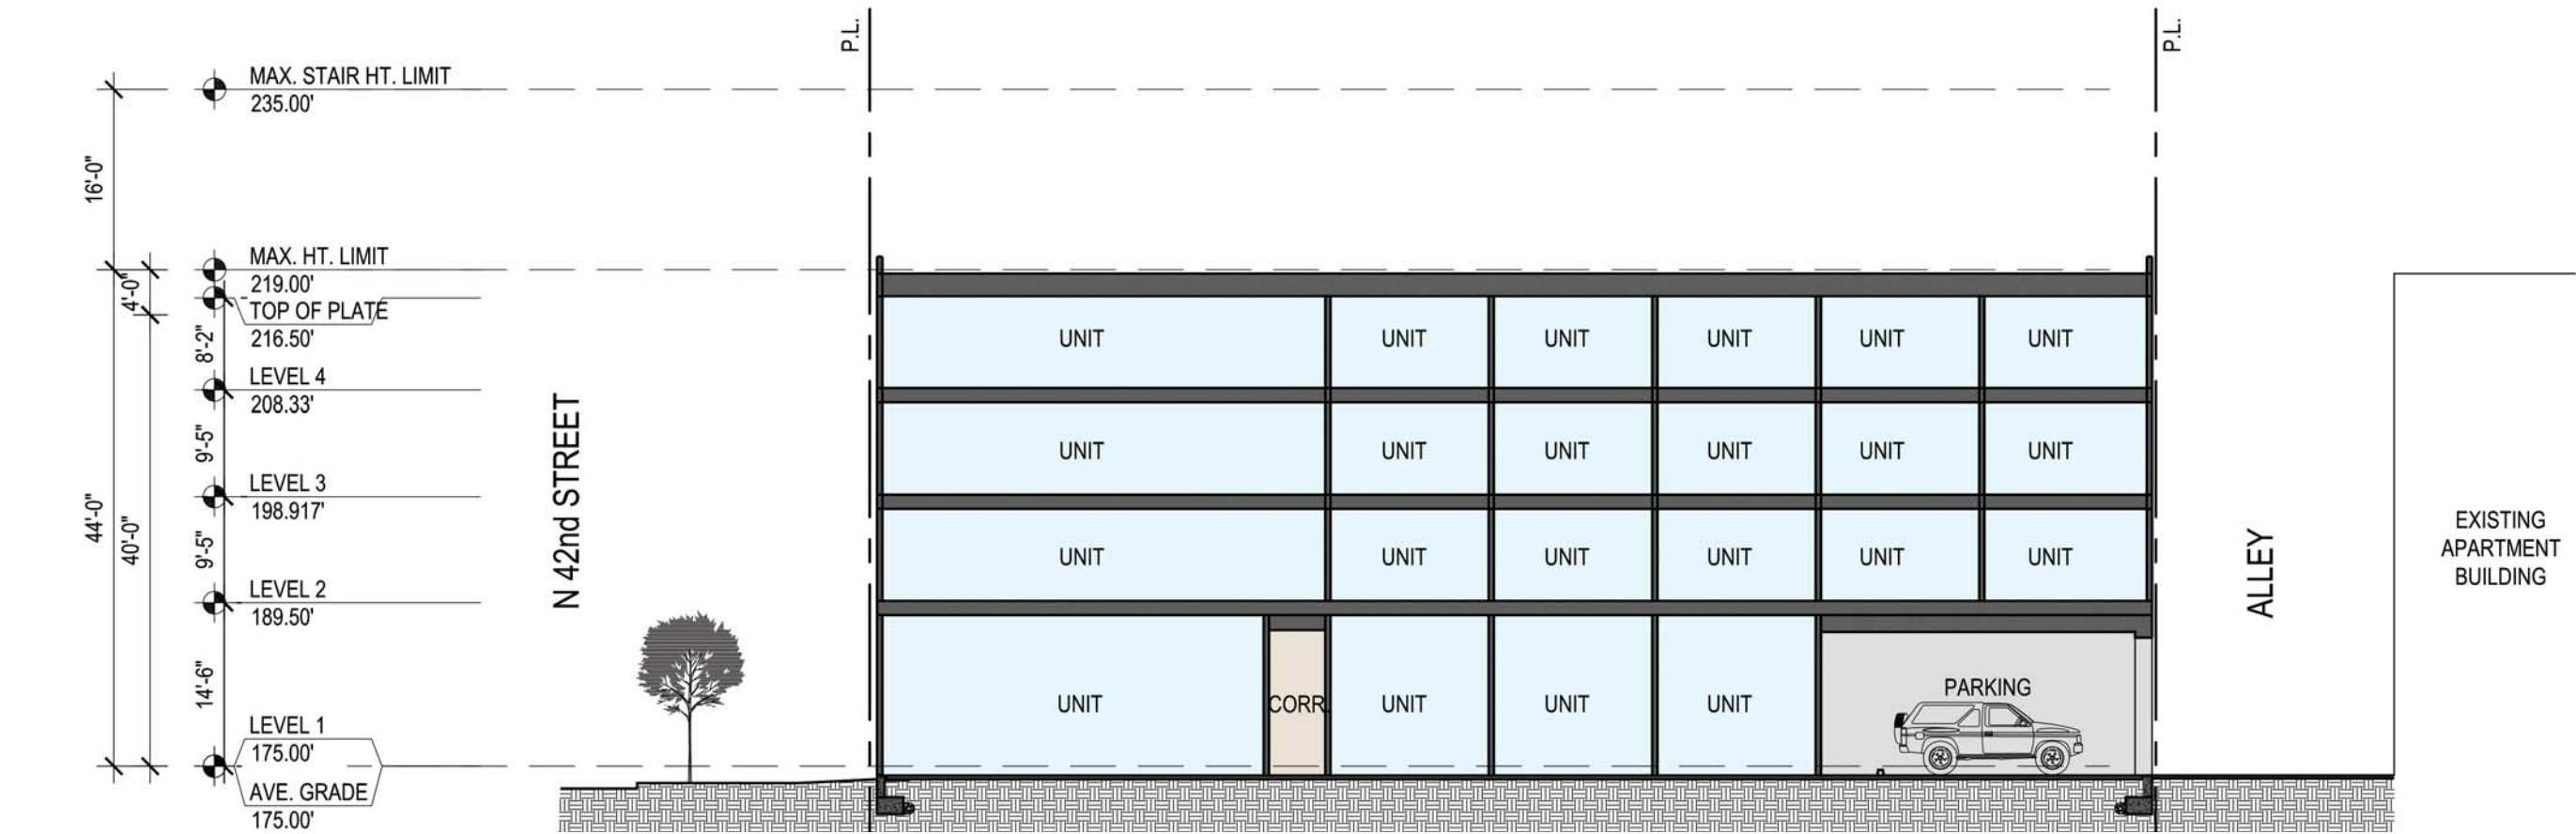 P.L.
P.L.
MAX. STAIR HT. LIMIT
235.00'
16'-0"
MAX. HT. LIMIT
219.00'
4'-0"
TOP OF PLATE
216.50'
8'-2"
LEVEL 4
208.33'
9'-5"
LEVEL 3
198.917'
44'-0"
40'-0"
9'-5"
LEVEL 2
189.50'
14'-6"
LEVEL 1
175.00'
AVE. GRADE
175.00'
N 42nd STREET
UNIT UNIT UNIT UNIT UNIT UNIT
UNIT UNIT UNIT UNIT UNIT UNIT
UNIT UNIT UNIT UNIT UNIT UNIT
UNIT CORR UNIT UNIT UNIT PARKING
ALLEY
EXISTING
APARTMENT
BUILDING